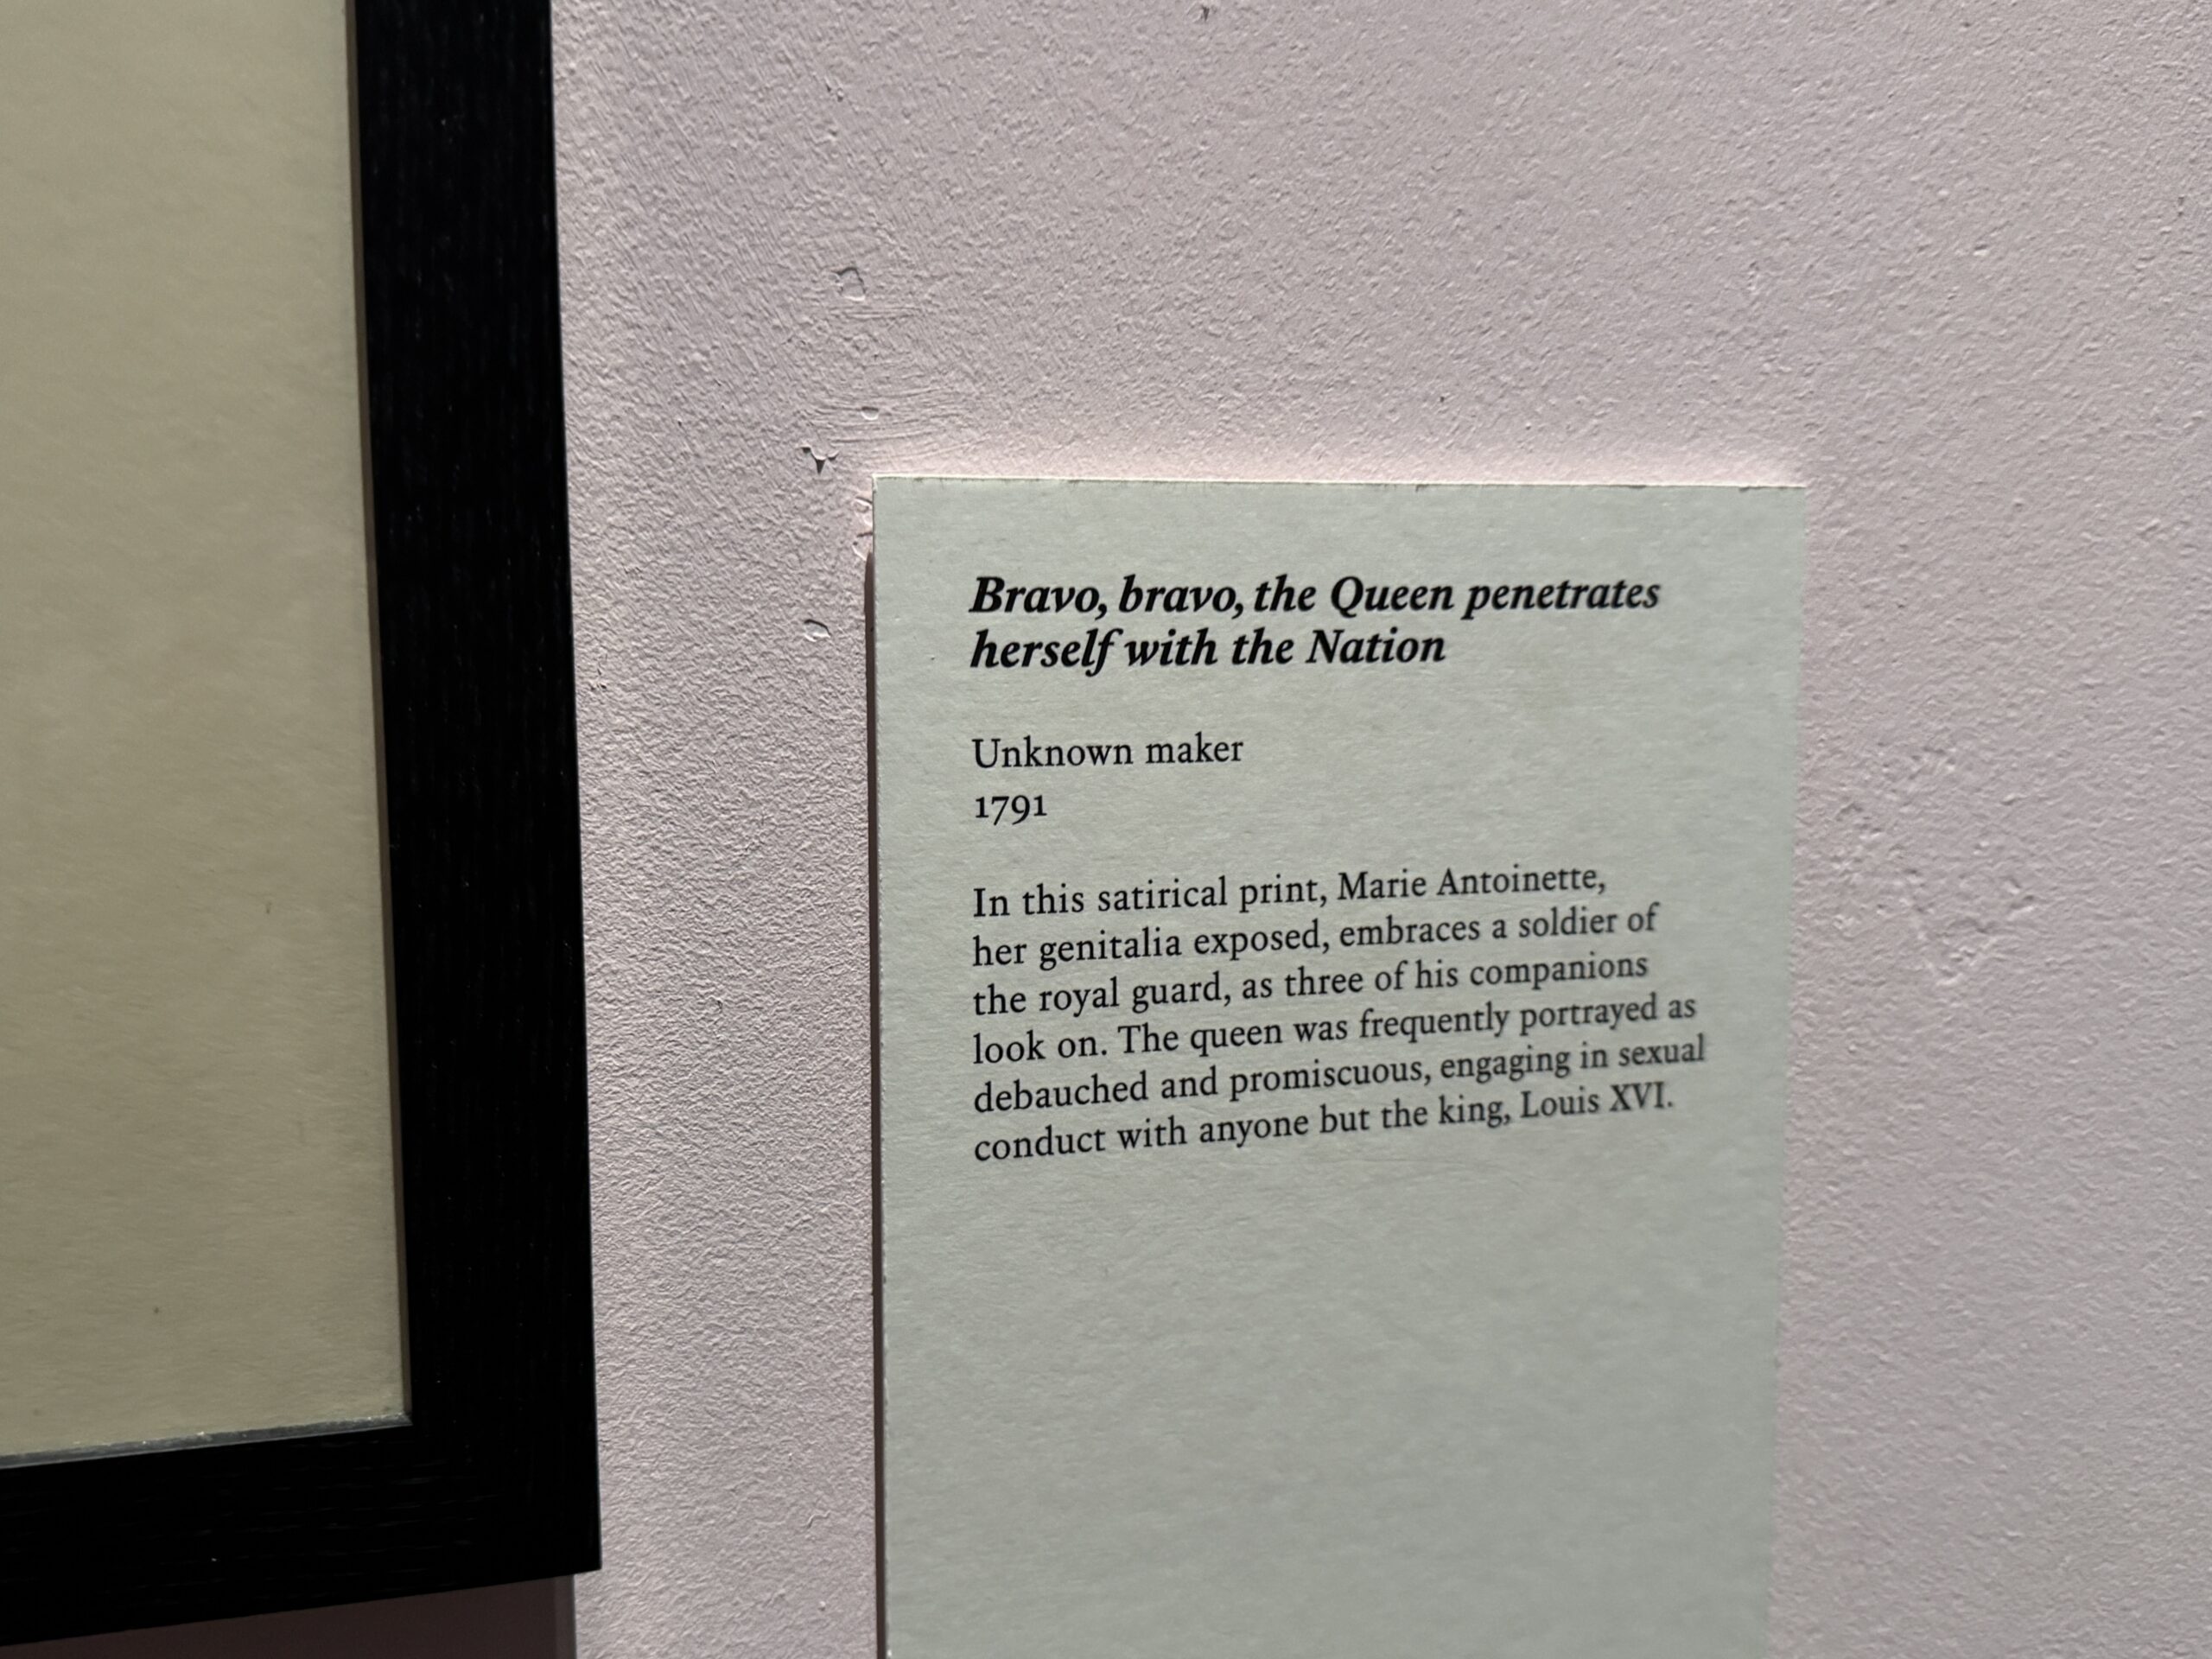 Bravo, bravo, the Queen penetrates
herself with the Nation
Unknown maker
1791
In this satirical print, Marie Antoinette,
her genitalia exposed, embraces a soldier of
the royal guard, as three of his companions
look on. The queen was frequently portrayed as
debauched and promiscuous, engaging in sexual
conduct with anyone but the king, Louis XVI.